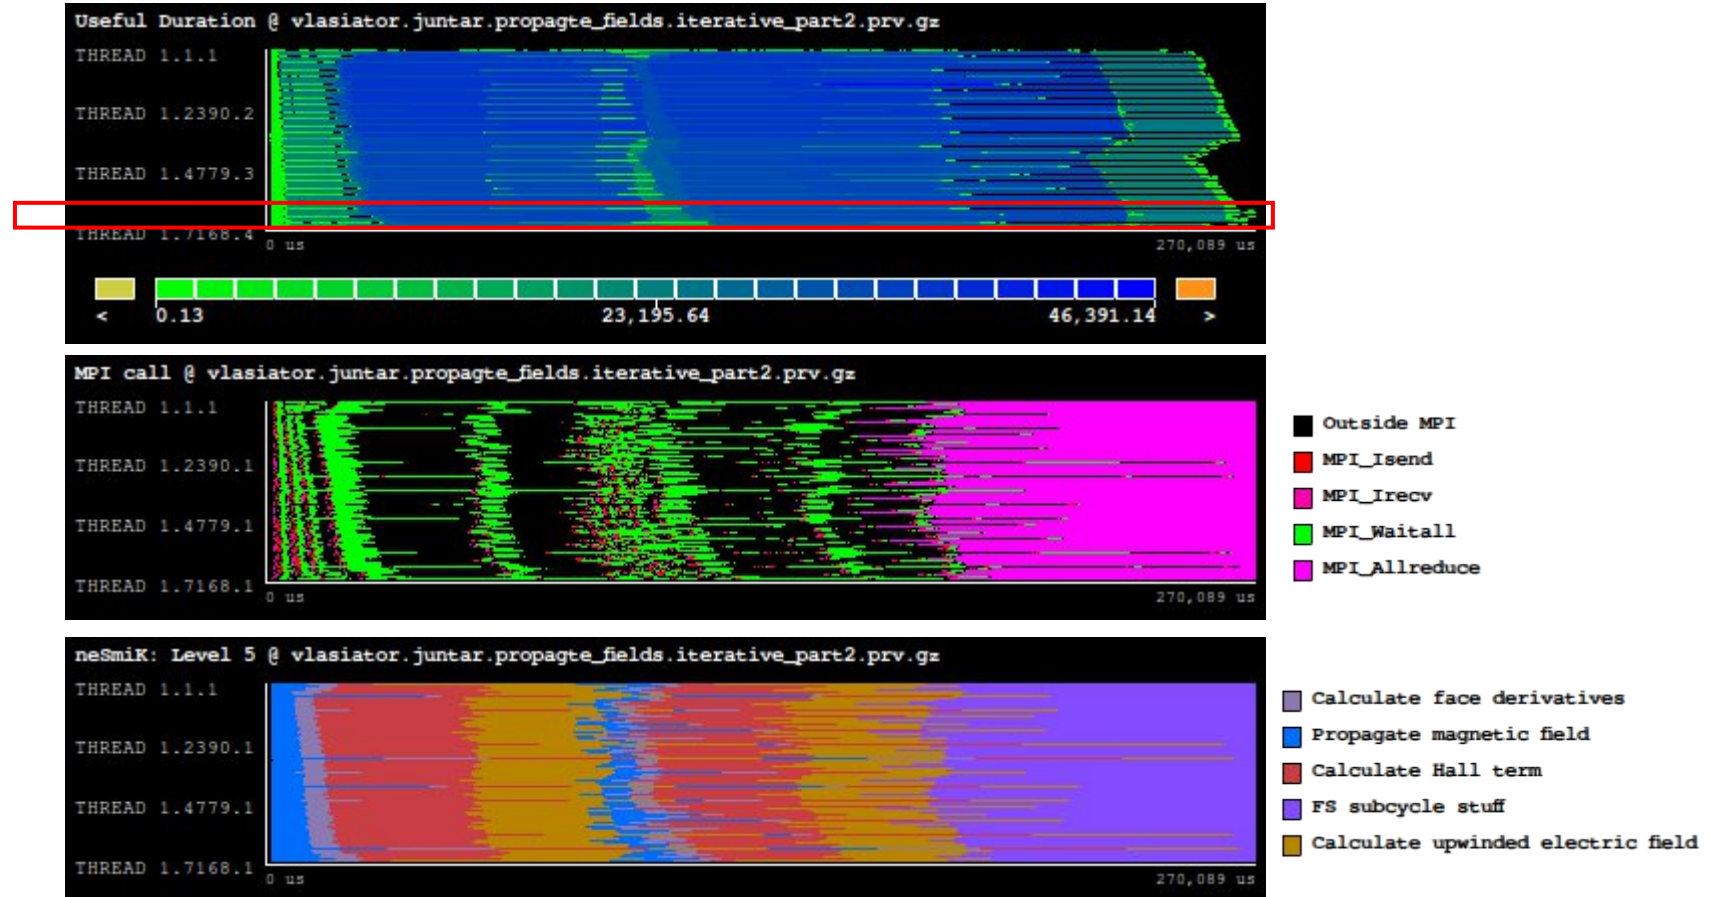 Useful Duration @ vlasiator.juntar.propagte_fields.iterative_part2.prv.gz
THREAD 1.1.1
THREAD 1.2390.2
THREAD 1.4779.3
THREAD 1.7168.4
0 us 270,089 us
< 0.13 23,195.64 46,391.14 >
MPI call @ vlasiator.juntar.propagte_fields.iterative_part2.prv.gz
THREAD 1.1.1
THREAD 1.2390.1
THREAD 1.4779.1
THREAD 1.7168.1
0 us 270,089 us
Outside MPI
MPI_Isend
MPI_Irecv
MPI_Waitall
MPI_Allreduce
neSmiK: Level 5 @ vlasiator.juntar.propagte_fields.iterative_part2.prv.gz
THREAD 1.1.1
THREAD 1.2390.1
THREAD 1.4779.1
THREAD 1.7168.1
0 us 270,089 us
Calculate face derivatives
Propagate magnetic field
Calculate Hall term
FS subcycle stuff
Calculate upwinded electric field